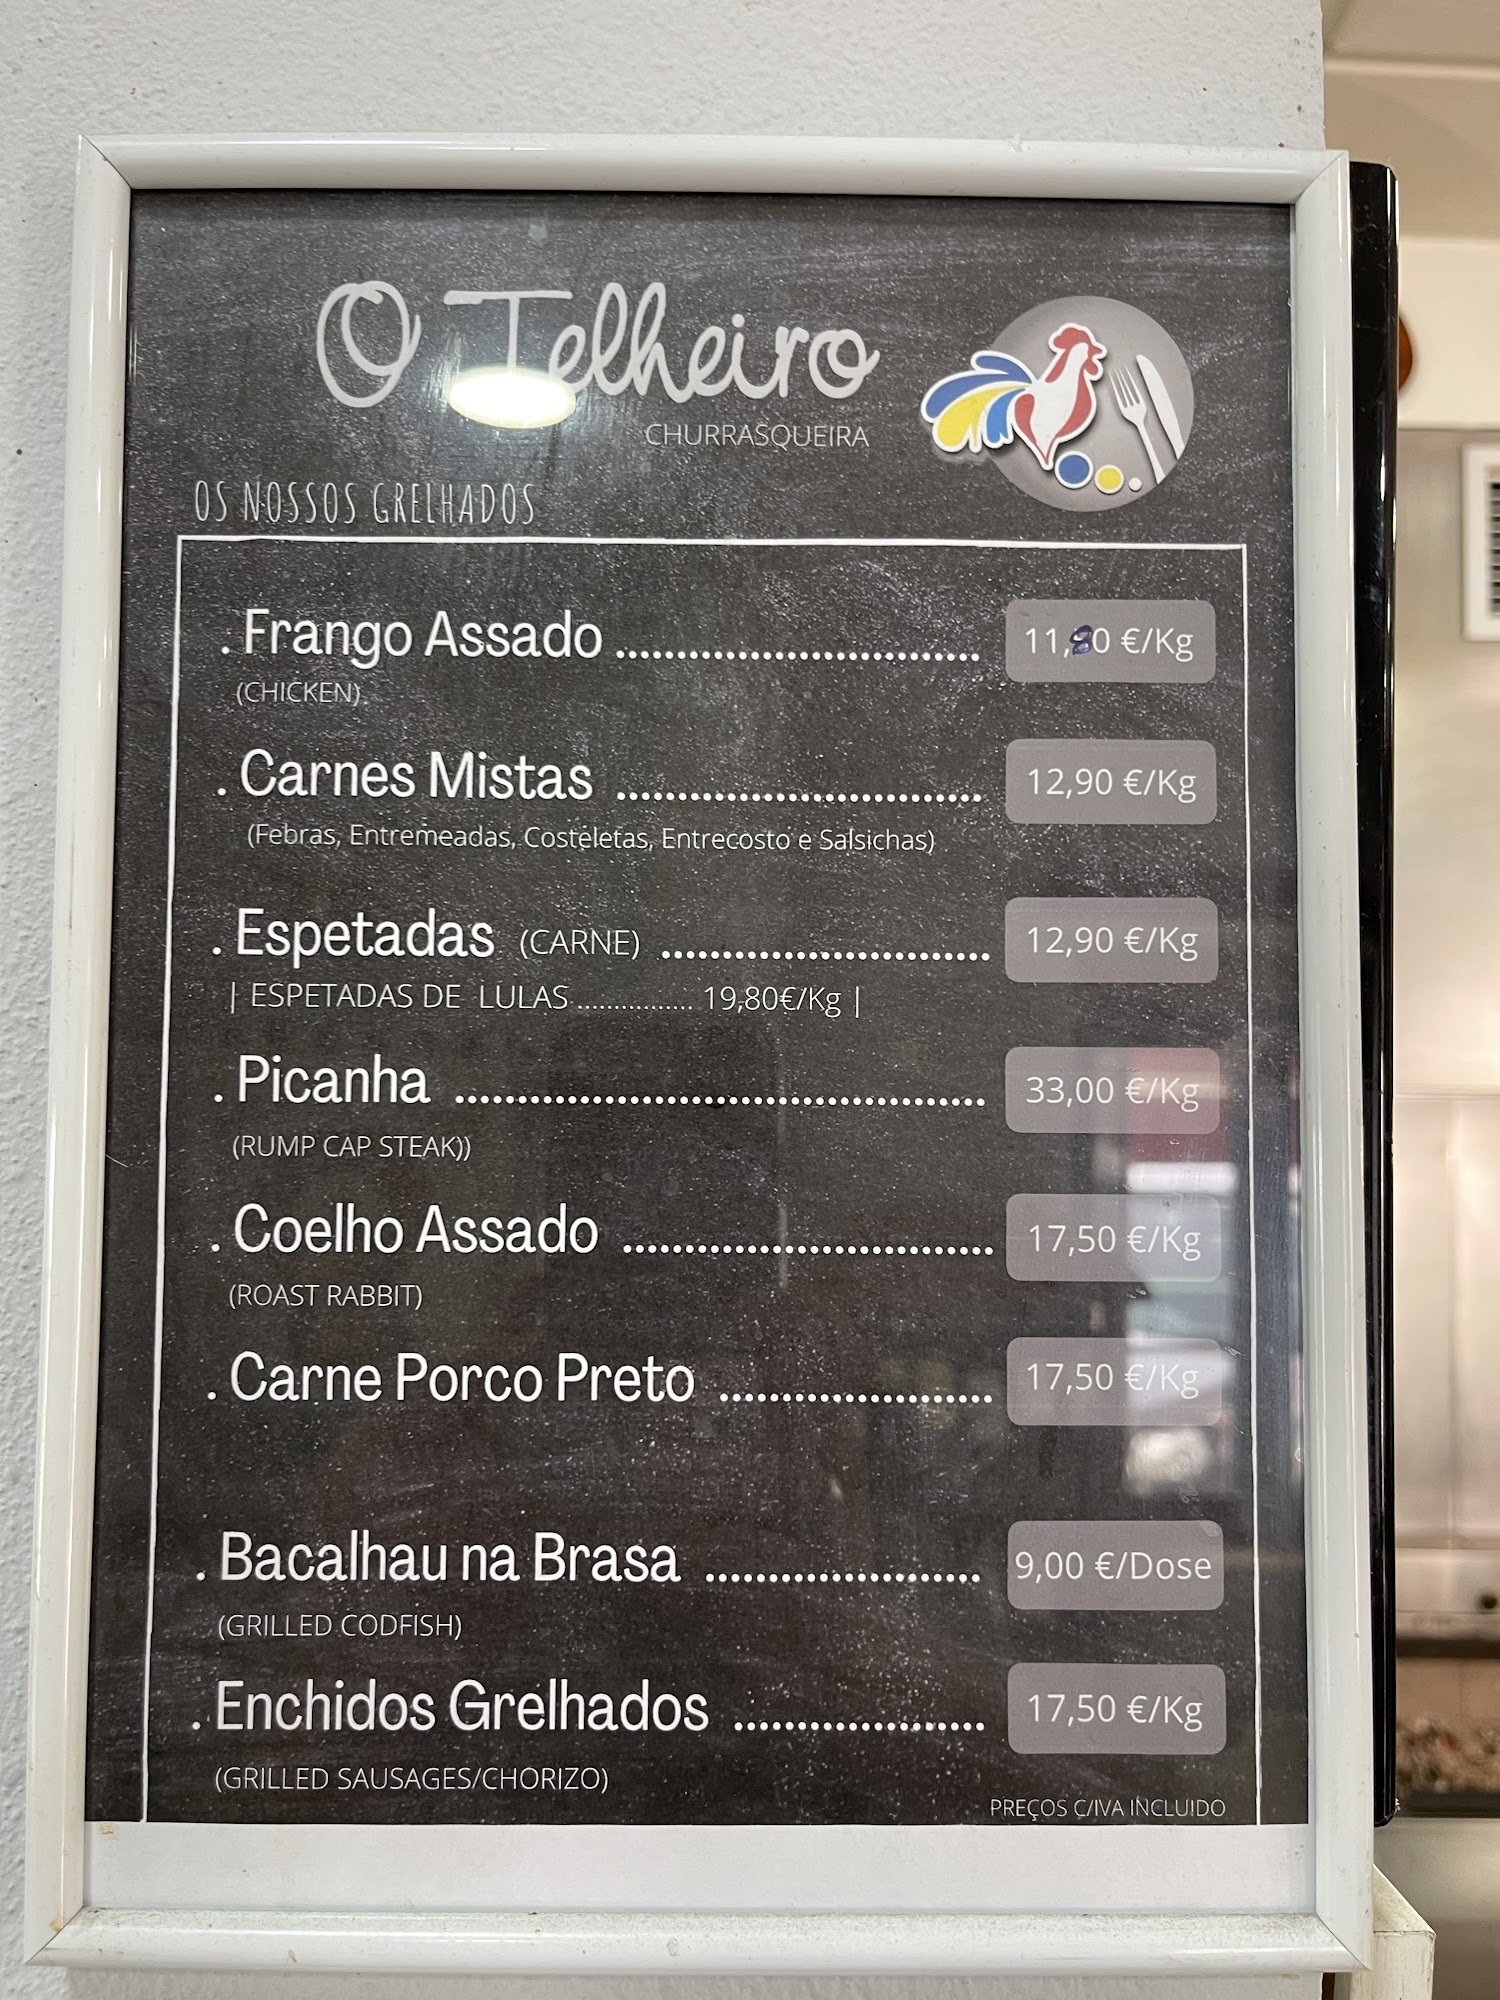 O Telheiro
CHURRASQUEIRA
OS NOSSOS GRELHADOS
. Frango Assado ........................................ 11,80 €/Kg
(CHICKEN)
. Carnes Mistas ........................................ 12,90 €/Kg
(Febras, Entremeadas, Costeletas, Entrecosto e Salsichas)
. Espetadas (CARNE) .................................... 12,90 €/Kg
| ESPETADAS DE LULAS ................ 19,80€/Kg |
. Picanha .......................................................... 33,00 €/Kg
(RUMP CAP STEAK))
. Coelho Assado ........................................ 17,50 €/Kg
(ROAST RABBIT)
. Carne Porco Preto .............................. 17,50 €/Kg
. Bacalhau na Brasa .............................. 9,00 €/Dose
(GRILLED CODFISH)
. Enchidos Grelhados ........................... 17,50 €/Kg
(GRILLED SAUSAGES/CHORIZO)
PREÇOS C/IVA INCLUIDO